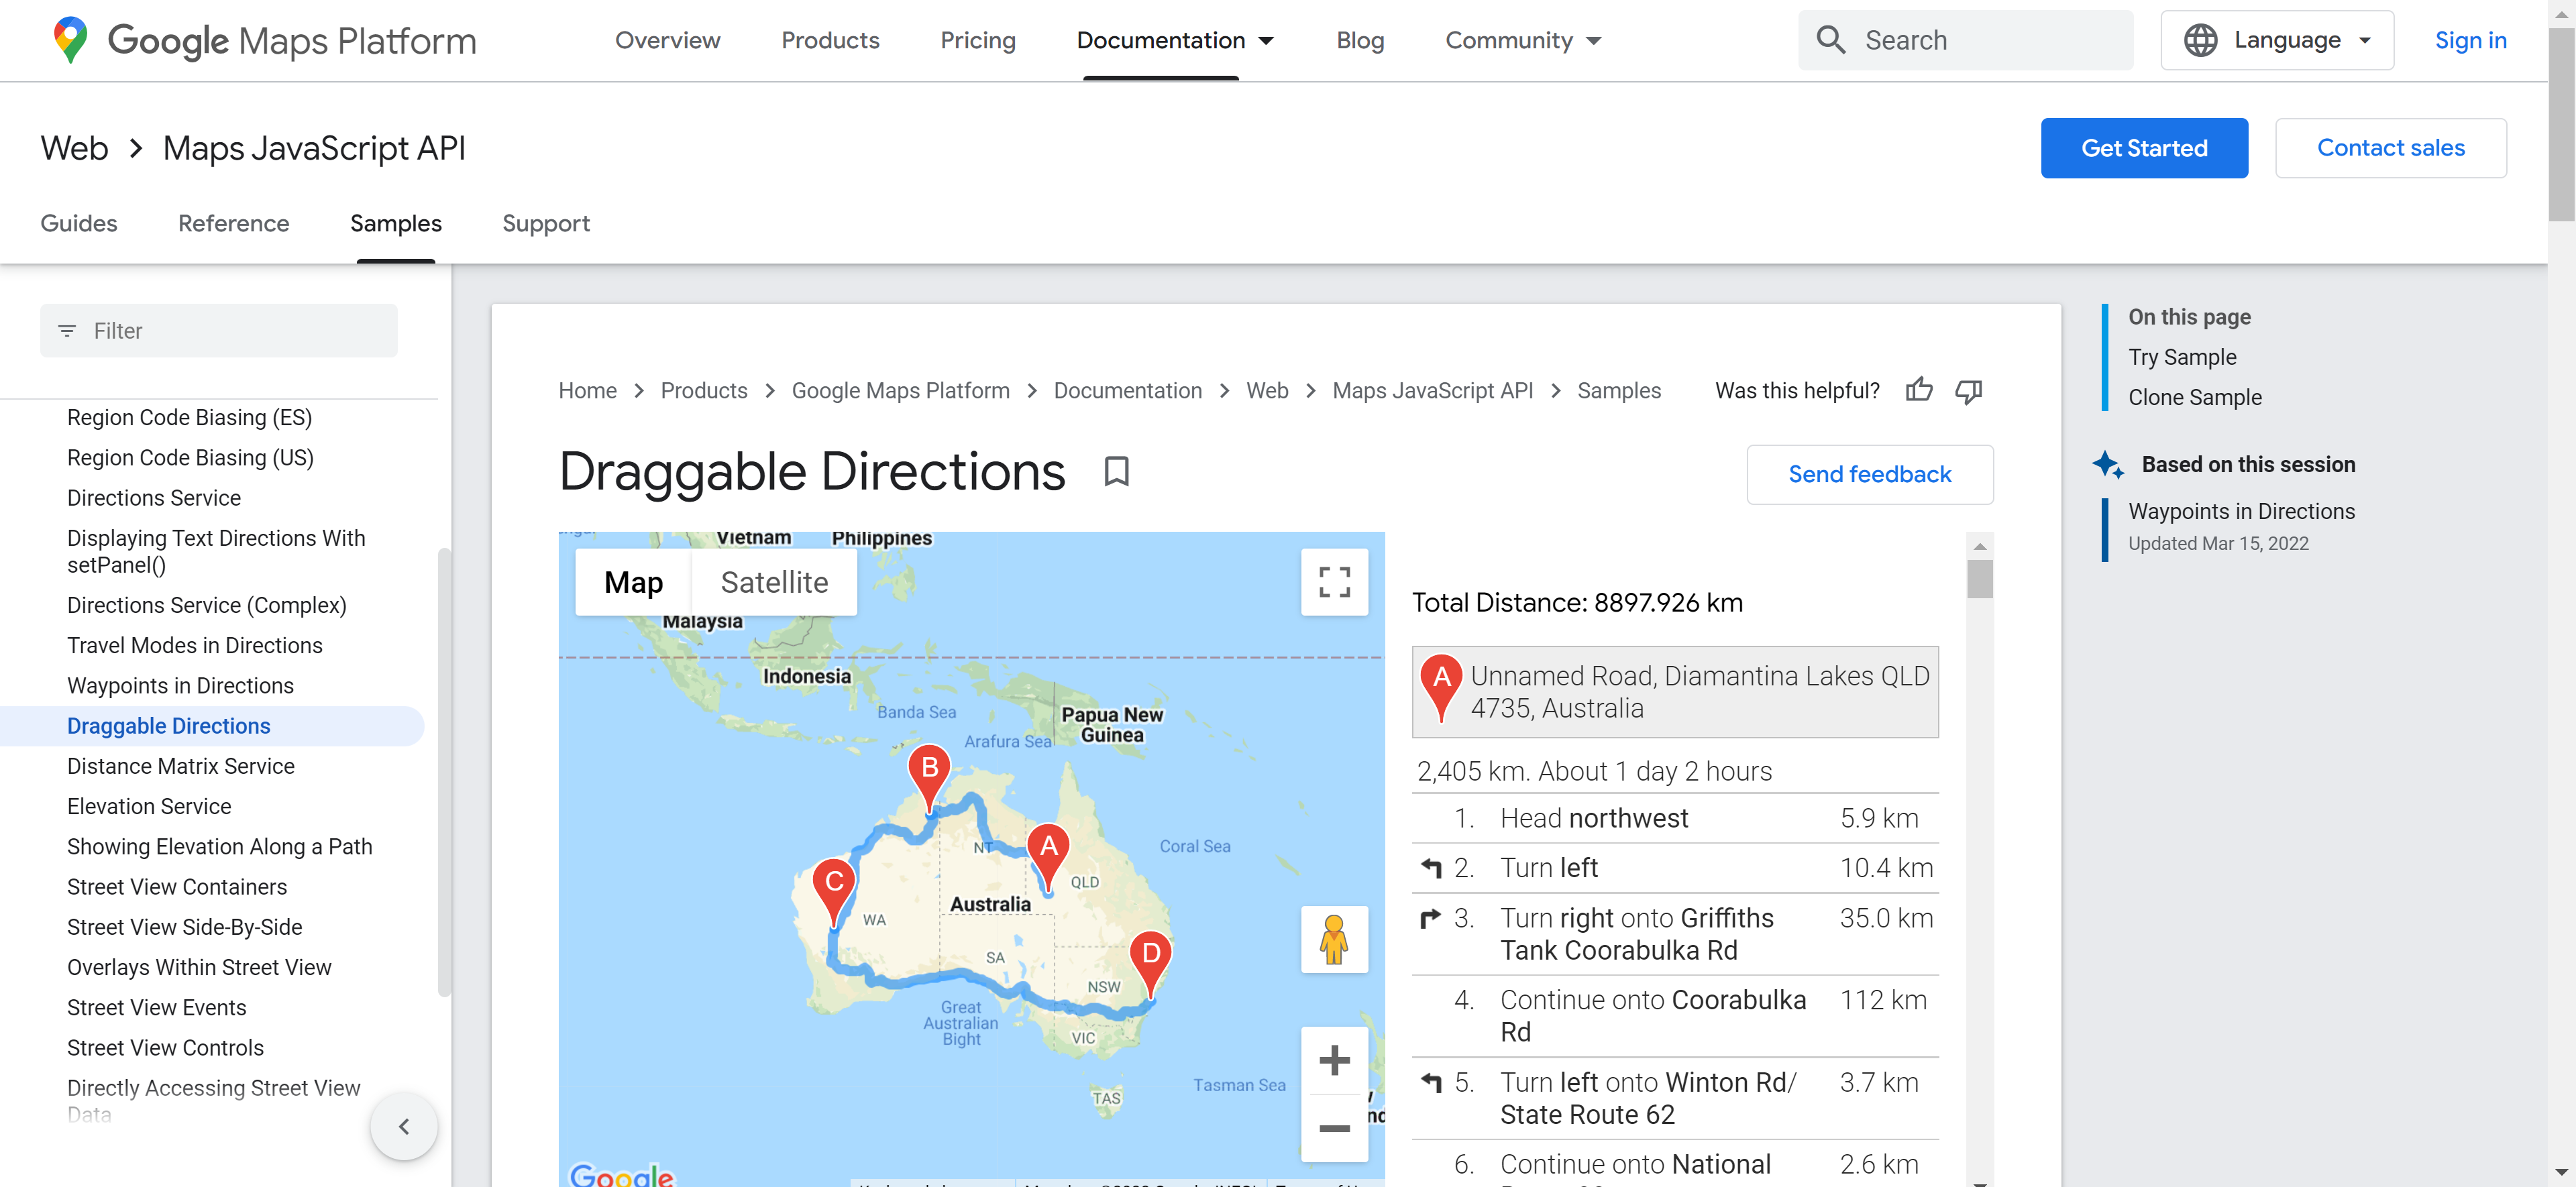 Google Maps Platform
Overview
Products
Pricing
Documentation
Blog
Community
Search
Language
Sign in
Web
Maps JavaScript API
Get Started
Contact sales
Guides
Reference
Samples
Support
Filter
Region Code Biasing (ES)
Region Code Biasing (US)
Directions Service
Displaying Text Directions With
setPanel()
Directions Service (Complex)
Travel Modes in Directions
Waypoints in Directions
Draggable Directions
Distance Matrix Service
Elevation Service
Showing Elevation Along a Path
Street View Containers
Street View Side-By-Side
Overlays Within Street View
Street View Events
Street View Controls
Directly Accessing Street View
Data
Home
Products
Google Maps Platform
Documentation
Web
Maps JavaScript API
Samples
Was this helpful?
Draggable Directions
Send feedback
Vietnam
Philippines
Map
Satellite
Malaysia
Indonesia
Banda Sea
Papua New
Guinea
Arafura Sea
B
A
NT
Coral Sea
C
QLD
Australia
WA
D
SA
NSW
Great
Australian
Bight
VIC
Tasman Sea
TAS
Google
Total Distance: 8897.926 km
A
Unnamed Road, Diamantina Lakes QLD
4735, Australia
2,405 km. About 1 day 2 hours
1. Head northwest 5.9 km
2. Turn left 10.4 km
3. Turn right onto Griffiths 35.0 km
Tank Coorabulka Rd
4. Continue onto Coorabulka 112 km
Rd
5. Turn left onto Winton Rd/ 3.7 km
State Route 62
6. Continue onto National 2.6 km
On this page
Try Sample
Clone Sample
Based on this session
Waypoints in Directions
Updated Mar 15, 2022